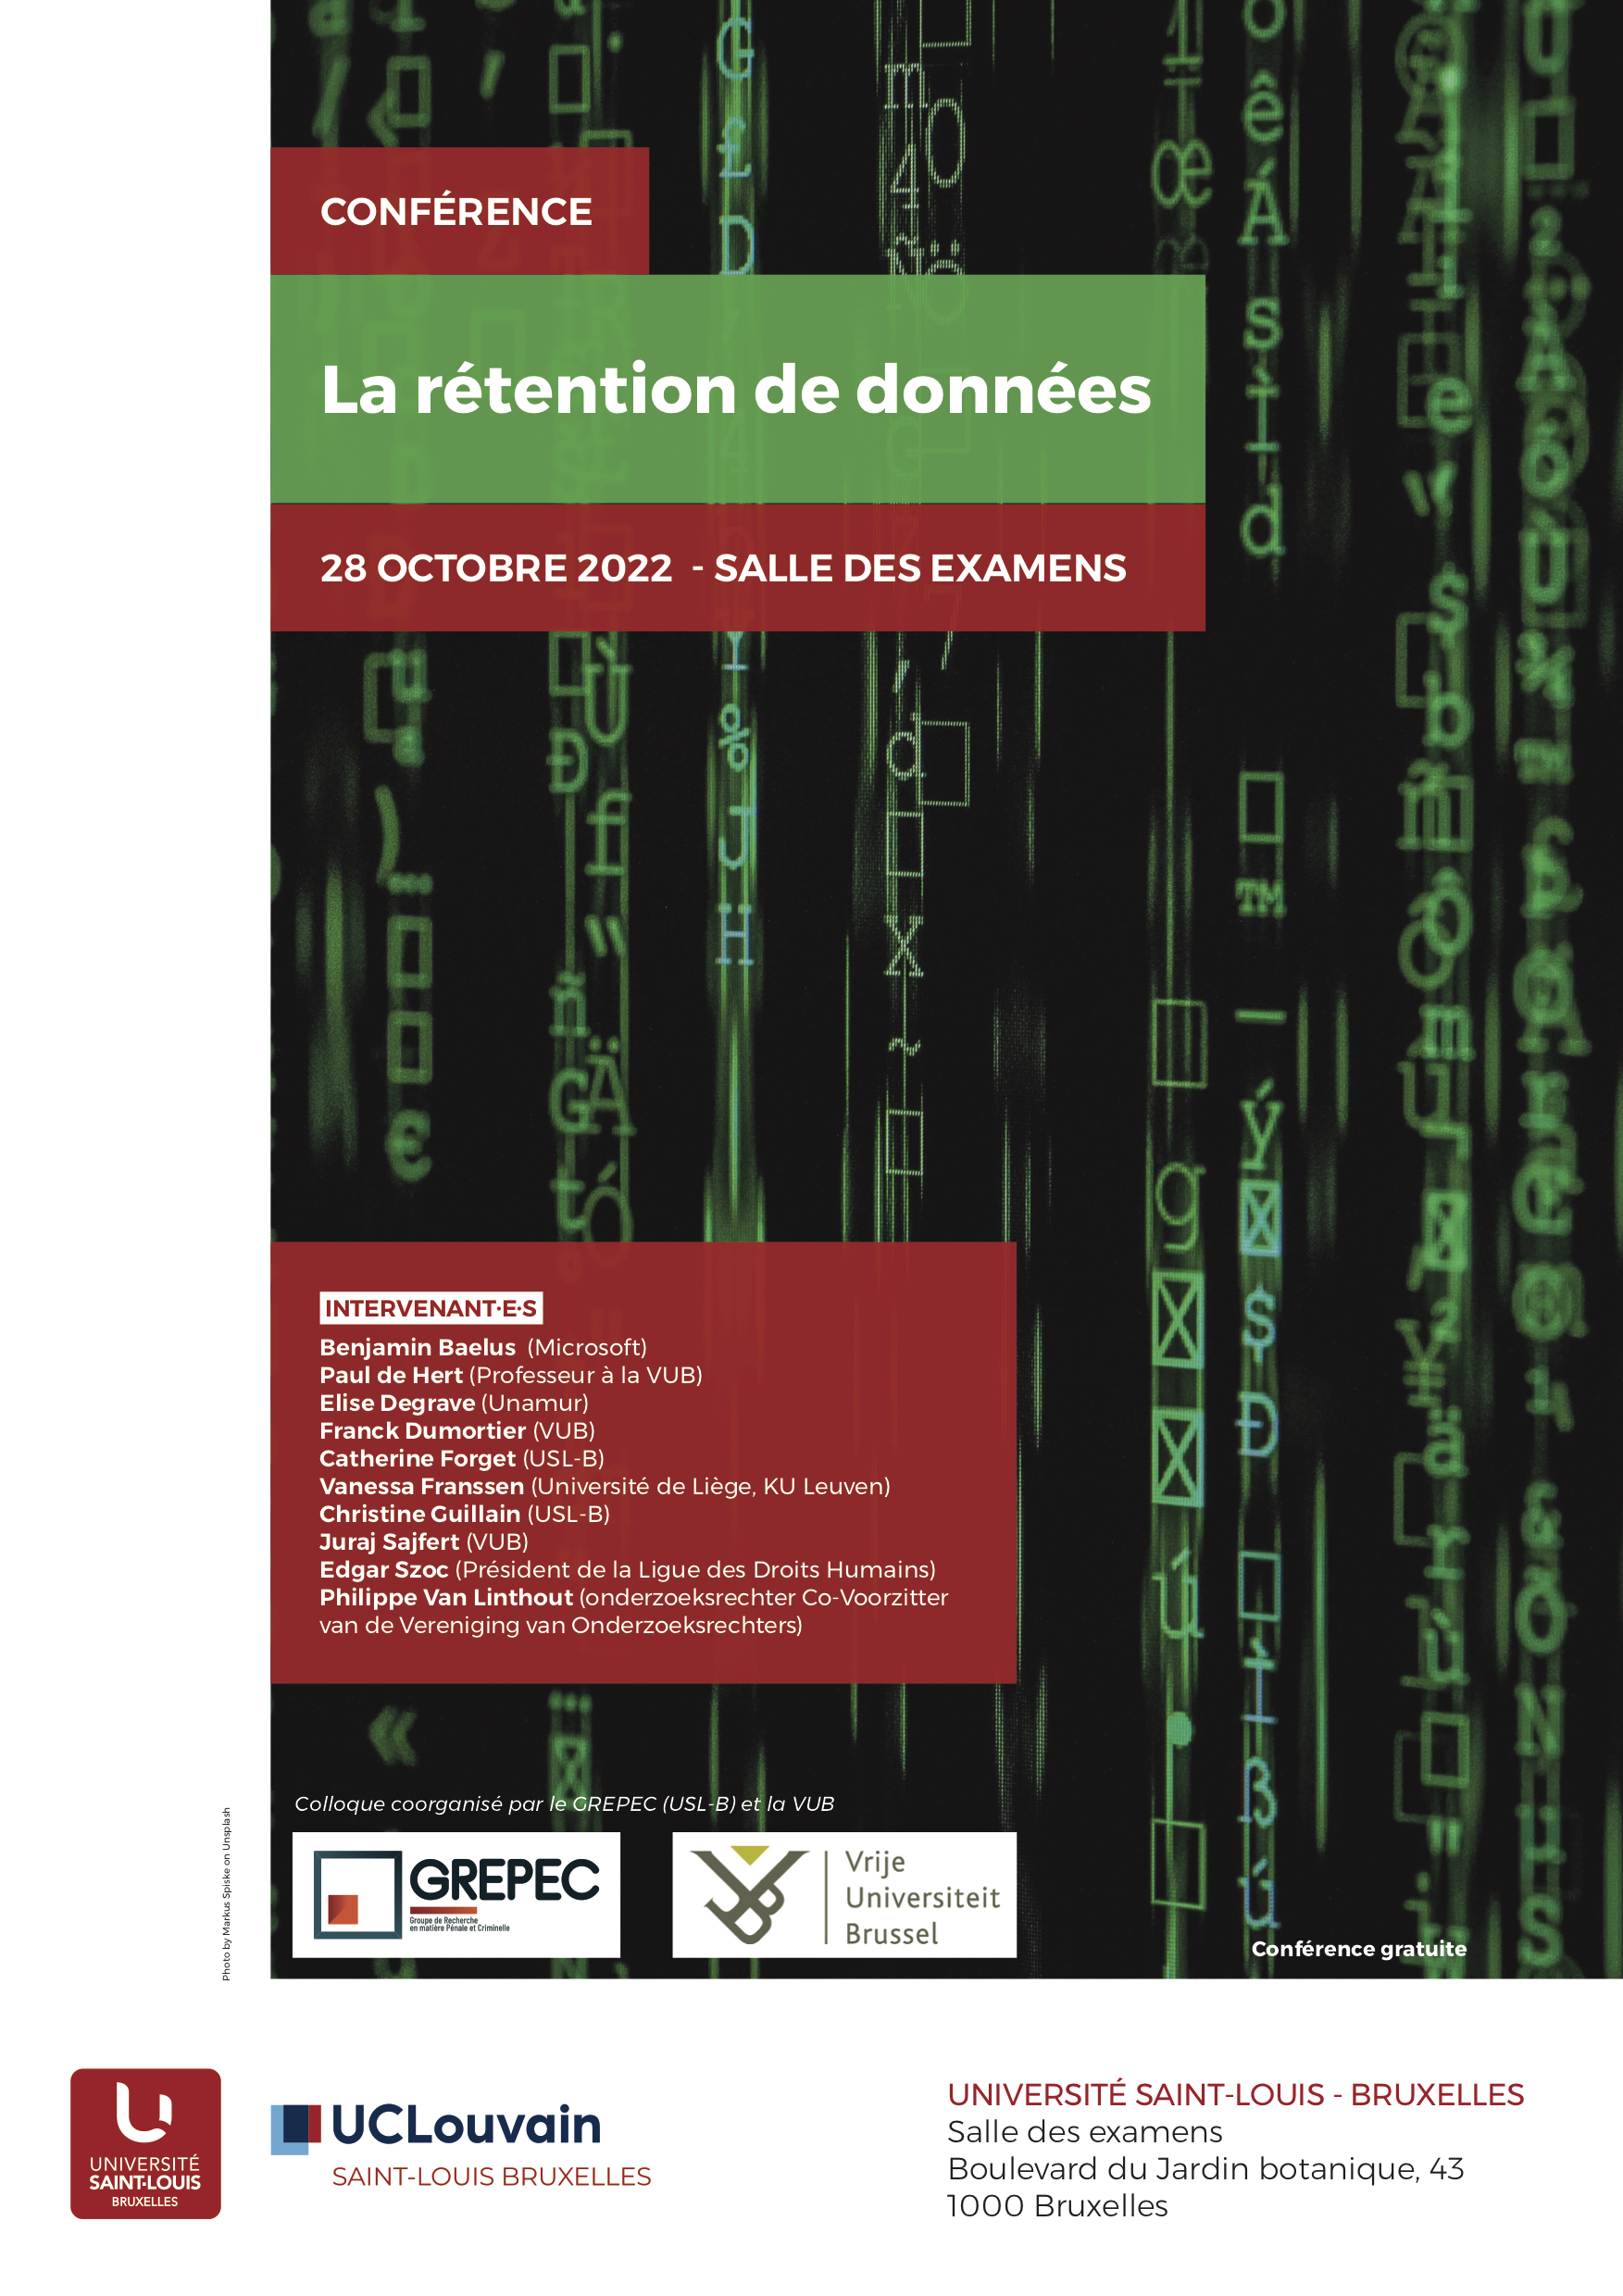 CONFÉRENCE
La rétention de données
28 OCTOBRE 2022 - SALLE DES EXAMENS
INTERVENANT·E·S
Benjamin Baelus (Microsoft)
Paul de Hert (Professeur à la VUB)
Elise Degrave (Unamur)
Franck Dumortier (VUB)
Catherine Forget (USL-B)
Vanessa Franssen (Université de Liège, KU Leuven)
Christine Guillain (USL-B)
Juraj Sajfert (VUB)
Edgar Szoc (Président de la Ligue des Droits Humains)
Philippe Van Linthout (onderzoeksrechter Co-Voorzitter
van de Vereniging van Onderzoeksrechters)
Colloque coorganisé par le GREPEC (USL-B) et la VUB
GREPEC
Groupe de Recherche
en matière Pénale et Criminelle
Vrije
Universiteit
Brussel
Conférence gratuite
Photo by Markus Spiske on Unsplash
UNIVERSITÉ
SAINT-LOUIS
BRUXELLES
UCLouvain
SAINT-LOUIS BRUXELLES
UNIVERSITÉ SAINT-LOUIS - BRUXELLES
Salle des examens
Boulevard du Jardin botanique, 43
1000 Bruxelles